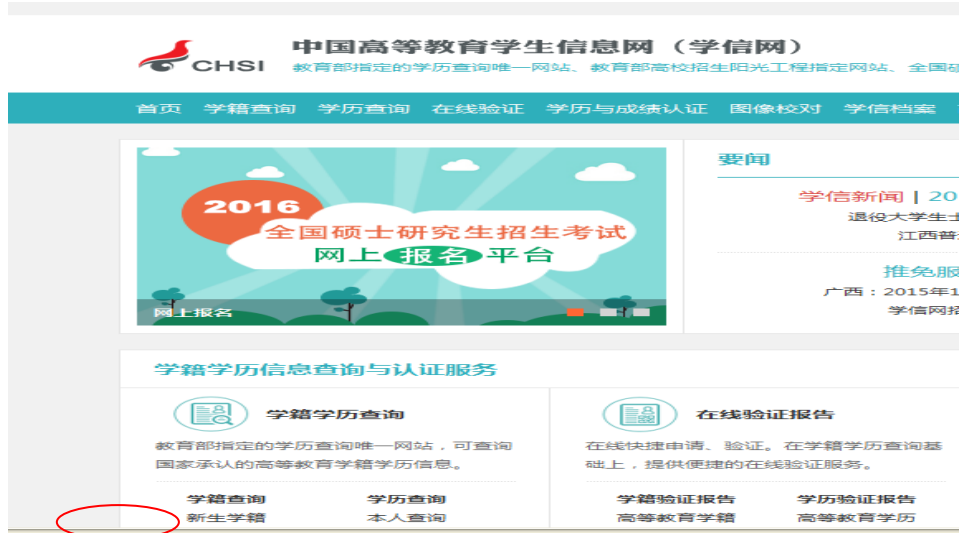 CHSI
中国高等教育学生信息网（学信网）
教育部指定的学历查询唯一网站、教育部高校招生阳光工程指定网站、全国
首页 学籍查询 学历查询 在线验证 学历与成绩认证 图像校对 学信档案
2016
全国硕士研究生招生考试
网上报名平台
网上报名
要闻
学信新闻 | 20
退役大学生士
江西普
推免服
广西：2015年1
学信网招
学籍学历信息查询与认证服务
学籍学历查询
教育部指定的学历查询唯一网站，可查询
国家承认的高等教育学籍学历信息。
学籍查询 学历查询
新生学籍 本人查询
在线验证报告
在线快捷申请、验证。在学籍学历查询基
础上，提供便捷的在线验证服务。
学籍验证报告 学历验证报告
高等教育学籍 高等教育学历